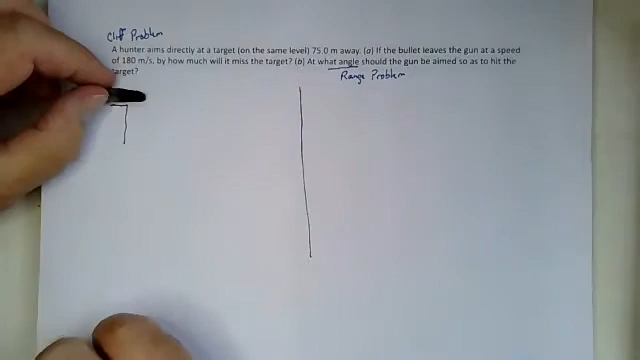 Cliff Problem
A hunter aims directly at a target (on the same level) 75.0 m away. (a) If the bullet leaves the gun at a speed
of 180 m/s, by how much will it miss the target? (b) At what angle should the gun be aimed so as to hit the
target?
Range Problem